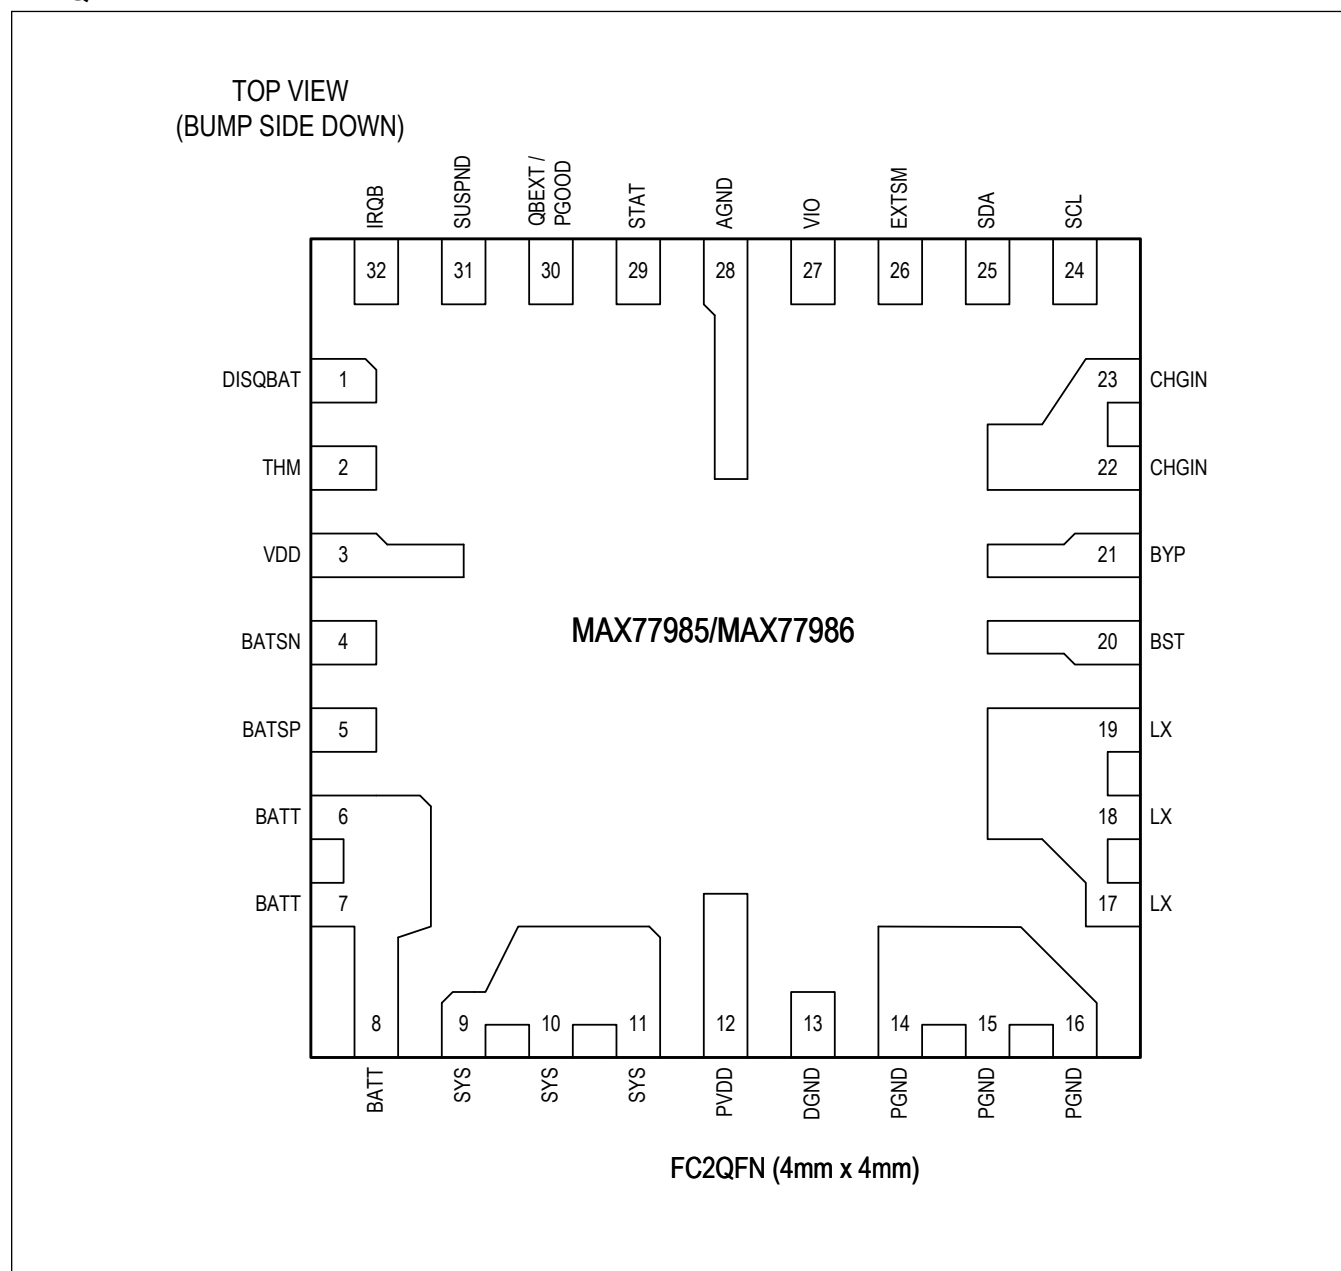 TOP VIEW
(BUMP SIDE DOWN)
IRQB
SUSPND
QBEXT /
PGOOD
STAT
AGND
VIO
EXTSM
SDA
SCL
32
31
30
29
28
27
26
25
24
DISQBAT
1
23
CHGIN
THM
2
22
CHGIN
VDD
3
21
BYP
MAX77985/MAX77986
BATSN
4
20
BST
BATSP
5
19
LX
BATT
6
18
LX
BATT
7
17
LX
8
9
10
11
12
13
14
15
16
BATT
SYS
SYS
SYS
PVDD
DGND
PGND
PGND
PGND
FC2QFN (4mm x 4mm)